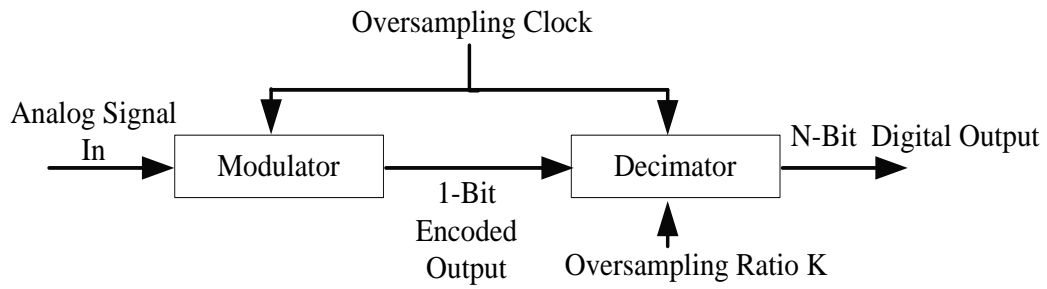 Oversampling Clock
Analog Signal
In
Modulator
1-Bit
Encoded
Output
Decimator
N-Bit Digital Output
Oversampling Ratio K